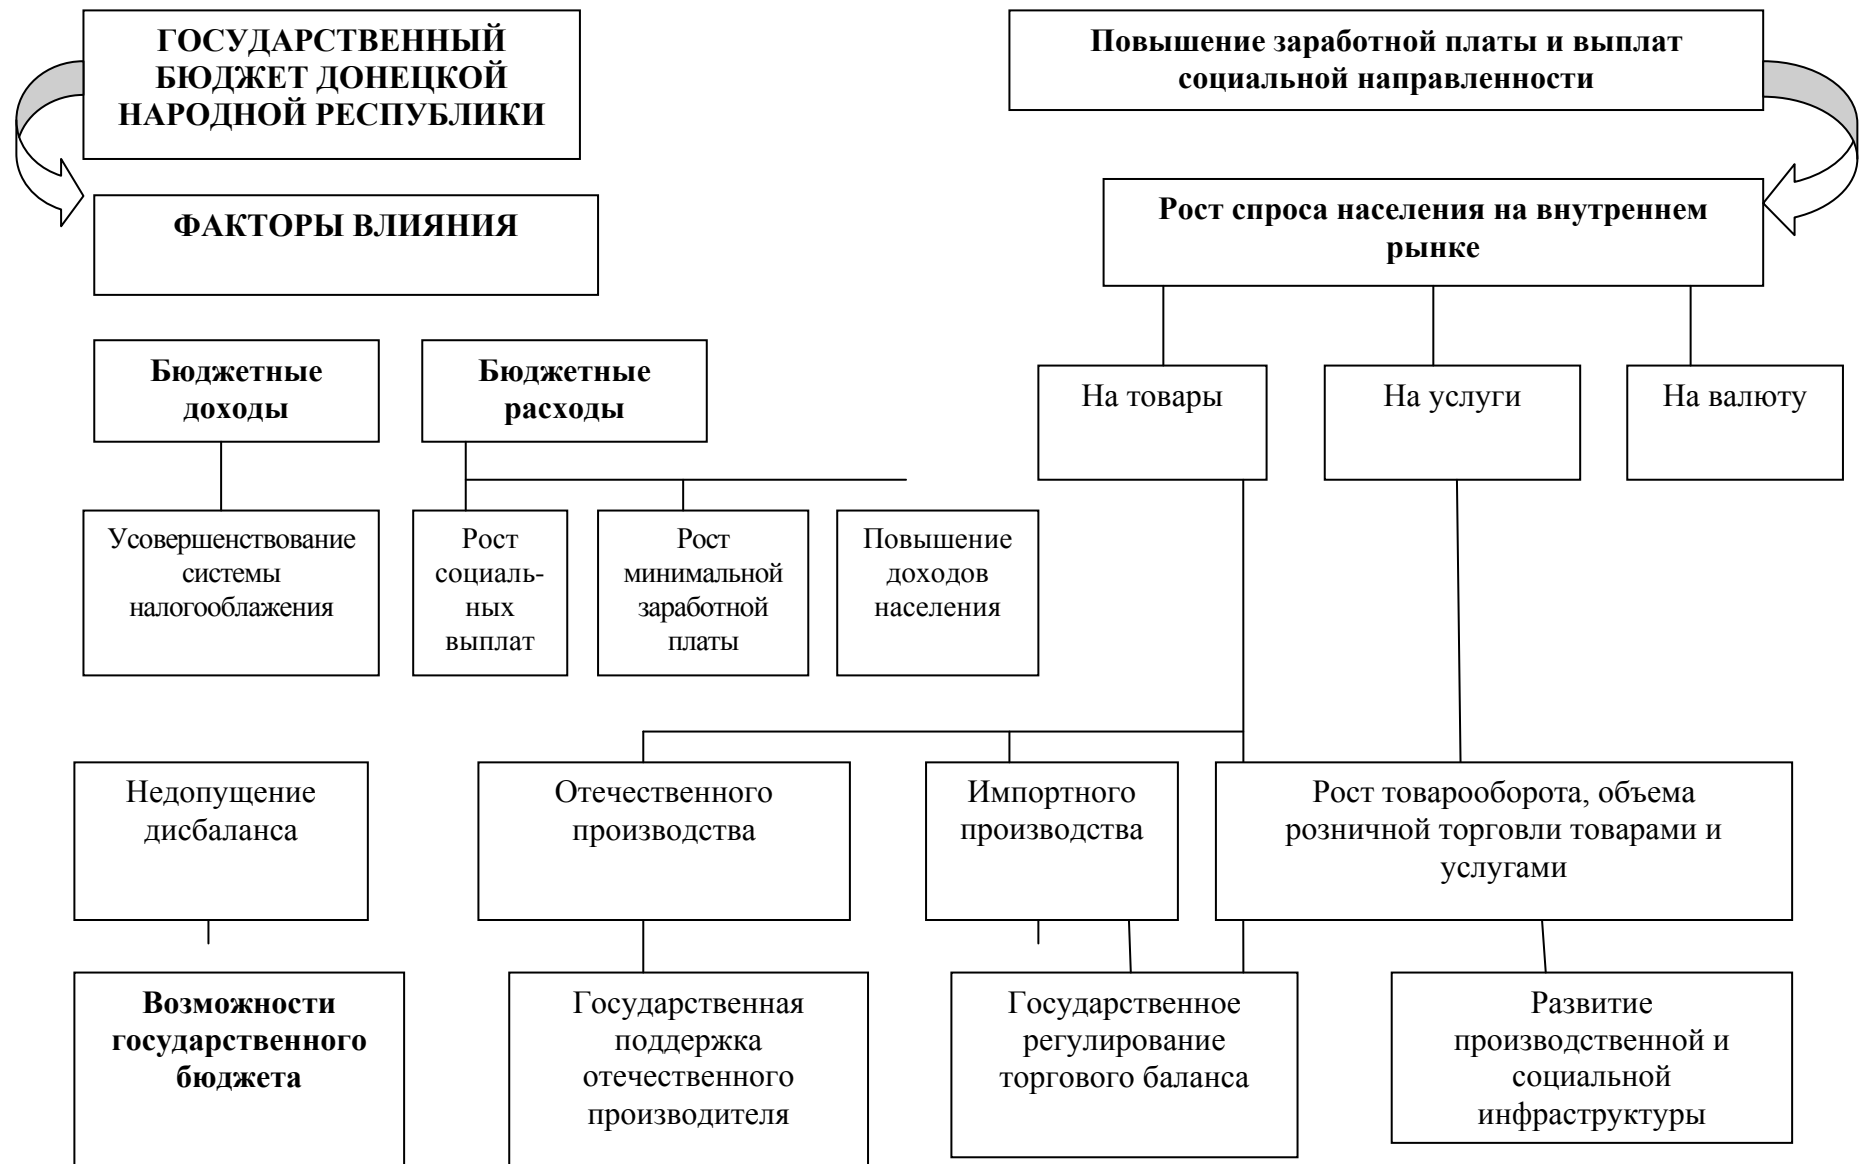 ГОСУДАРСТВЕННЫЙ
БЮДЖЕТ ДОНЕЦКОЙ
НАРОДНОЙ РЕСПУБЛИКИ
Повышение заработной платы и выплат
социальной направленности
ФАКТОРЫ ВЛИЯНИЯ
Рост спроса населения на внутреннем
рынке
Бюджетные
доходы
Бюджетные
расходы
На товары
На услуги
На валюту
Усовершенствование
системы
налогооблажения
Рост
социаль-
ных
выплат
Рост
минимальной
заработной
платы
Повышение
доходов
населения
Недопущение
дисбаланса
Отечественного
производства
Импортного
производства
Рост товарооборота, объема
розничной торговли товарами и
услугами
Возможности
государственного
бюджета
Государственная
поддержка
отечественного
производителя
Государственное
регулирование
торгового баланса
Развитие
производственной и
социальной
инфраструктуры